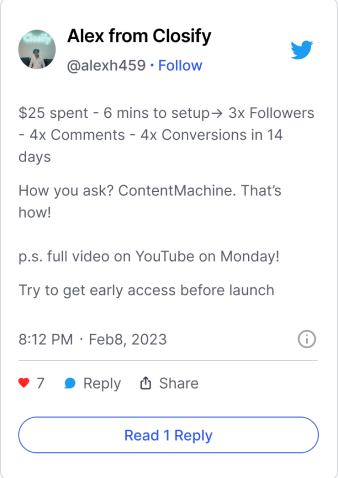 Alex from Closify
@alexh459 · Follow
$25 spent - 6 mins to setup→ 3x Followers
- 4x Comments - 4x Conversions in 14
days
How you ask? ContentMachine. That’s
how!
p.s. full video on YouTube on Monday!
Try to get early access before launch
8:12 PM · Feb8, 2023
7 Reply Share
Read 1 Reply